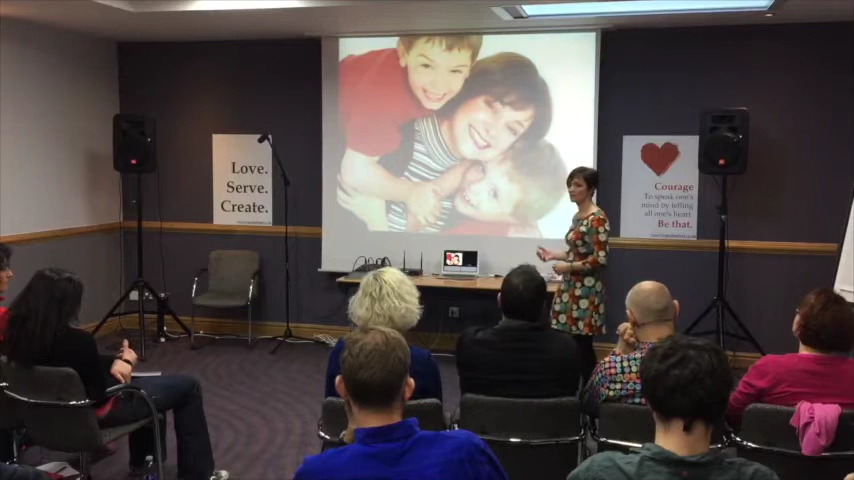 Love.
Serve.
Create.
Courage
To speak one's
mind by telling
all one's heart.
Be that.